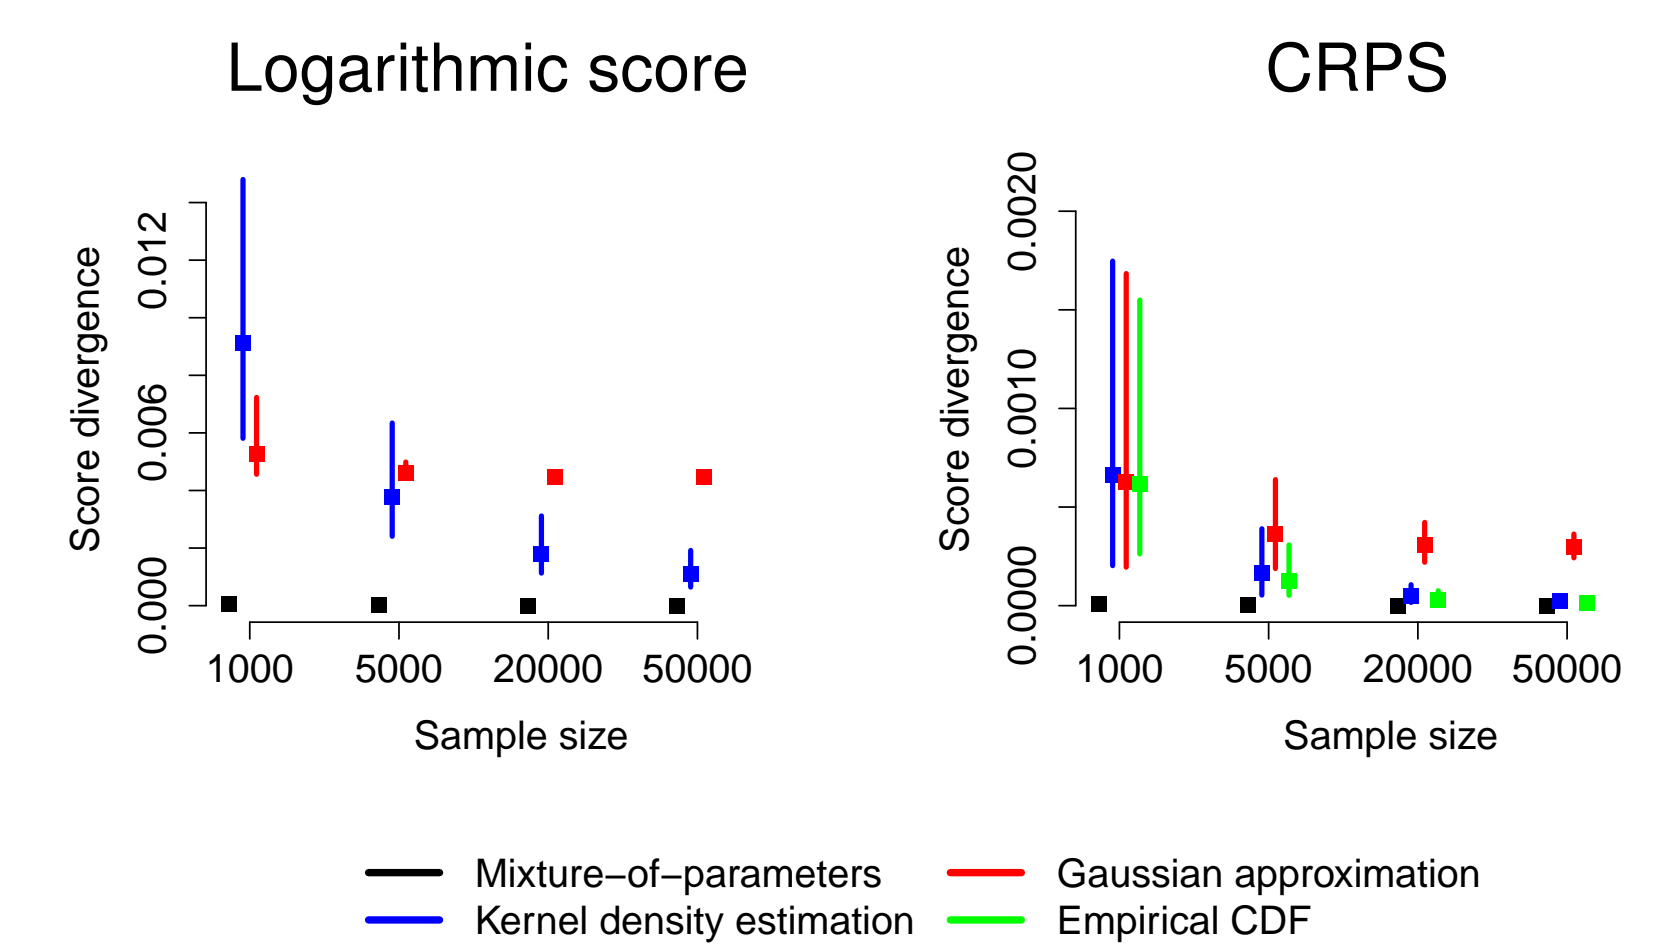 Logarithmic score
CRPS
Score divergence
0.000
0.006
0.012
1000 5000 20000 50000
Sample size
Score divergence
0.0000
0.0010
0.0020
1000 5000 20000 50000
Sample size
Mixture−of−parameters
Kernel density estimation
Gaussian approximation
Empirical CDF